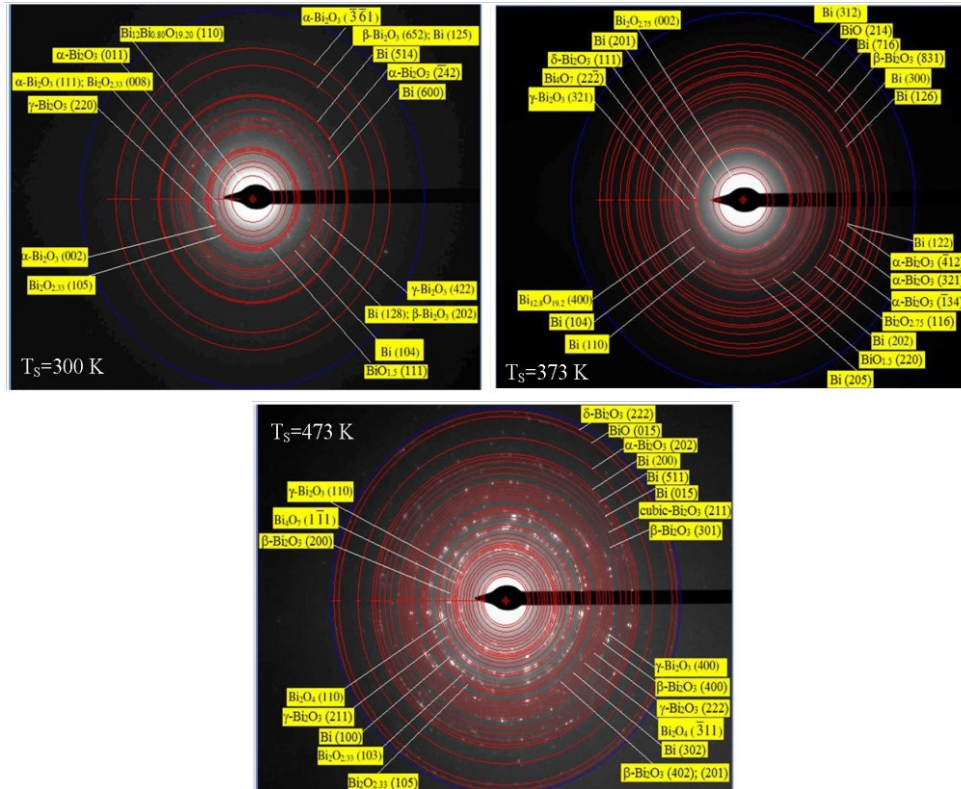 α-Bi₂O₃ (3̅ 6̅ 1)
Bi₁₂Bi₀.₈₀O₁₉.₂₀ (110)
β-Bi₂O₃ (652); Bi (125)
α-Bi₂O₃ (011)
Bi (514)
α-Bi₂O₃ (111); Bi₂O₂.₃₃ (008)
α-Bi₂O₃ (2̅42)
γ-Bi₂O₃ (220)
Bi (600)
α-Bi₂O₃ (002)
Bi₂O₂.₃₃ (105)
γ-Bi₂O₃ (422)
Bi (128); β-Bi₂O₃ (202)
Bi (104)
BiO₁.₅ (111)
T_S=300 K
Bi₂O₂.₇₅ (002)
Bi (312)
Bi (201)
BiO (214)
δ-Bi₂O₃ (111)
Bi (716)
Bi₄O₇ (222̅)
β-Bi₂O₃ (831)
γ-Bi₂O₃ (321)
Bi (300)
Bi (126)
Bi (122)
α-Bi₂O₃ (4̅12)
α-Bi₂O₃ (321)
α-Bi₂O₃ (1̅34)
Bi₁₂.₈O₁₉.₂ (400)
Bi (104)
Bi (110)
Bi₂O₂.₇₅ (116)
Bi (202)
BiO₁.₅ (220)
Bi (205)
T_S=373 K
T_S=473 K
δ-Bi₂O₃ (222)
BiO (015)
α-Bi₂O₃ (202)
Bi (200)
Bi (511)
Bi (015)
cubic-Bi₂O₃ (211)
β-Bi₂O₃ (301)
γ-Bi₂O₃ (110)
Bi₄O₇ (1 1̅ 1)
β-Bi₂O₃ (200)
Bi₂O₄ (110)
γ-Bi₂O₃ (211)
Bi (100)
Bi₂O₂.₃₃ (103)
Bi₂O₂.₃₃ (105)
γ-Bi₂O₃ (400)
β-Bi₂O₃ (400)
γ-Bi₂O₃ (222)
Bi₂O₄ (3̅11)
Bi (302)
β-Bi₂O₃ (402); (201)